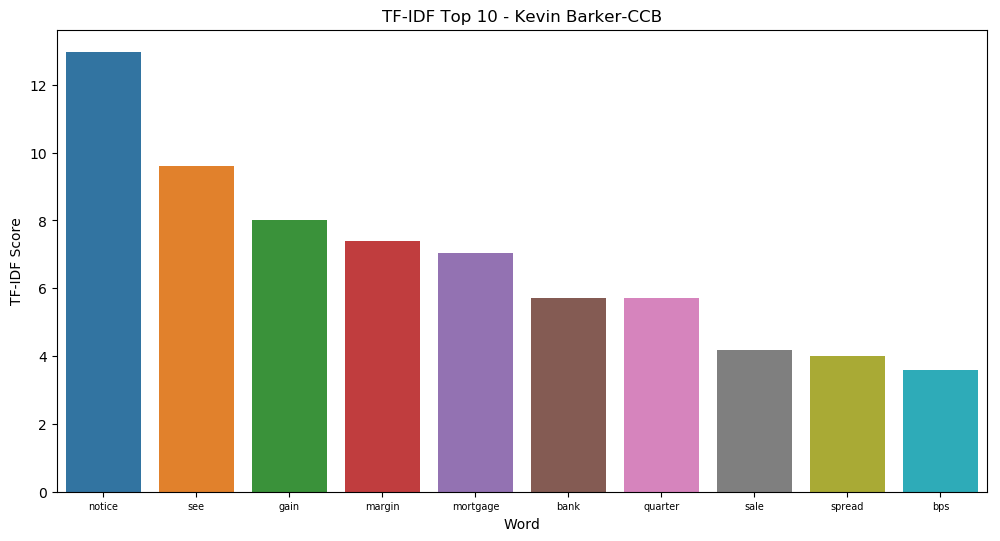 TF-IDF Top 10 - Kevin Barker-CCB
TF-IDF Score
12
10
8
6
4
2
0
notice see gain margin mortgage bank quarter sale spread bps
Word